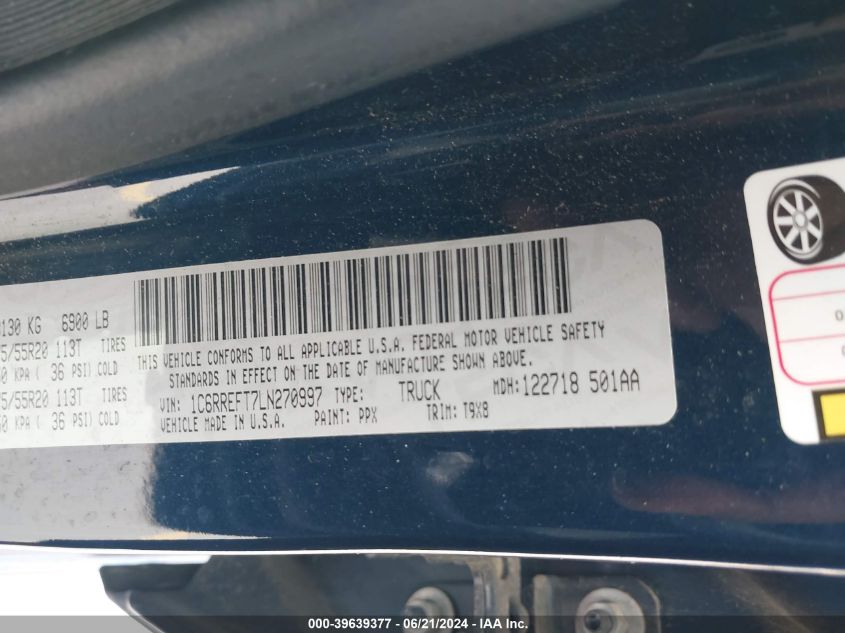 130 KG 6900 LB
5/55R20 113T TIRES
0 KPA ( 36 PSI) COLD
5/55R20 113T TIRES
50 KPA ( 36 PSI) COLD
THIS VEHICLE CONFORMS TO ALL APPLICABLE U.S.A. FEDERAL MOTOR VEHICLE SAFETY
STANDARDS IN EFFECT ON THE DATE OF MANUFACTURE SHOWN ABOVE.
VIN: 1C6RREFT7LN270997 TYPE: TRUCK MDH: 122718 501AA
VEHICLE MADE IN U.S.A. PAINT: PPX TRIM: T9X8
000-39639377 - 06/21/2024 - IAA Inc.